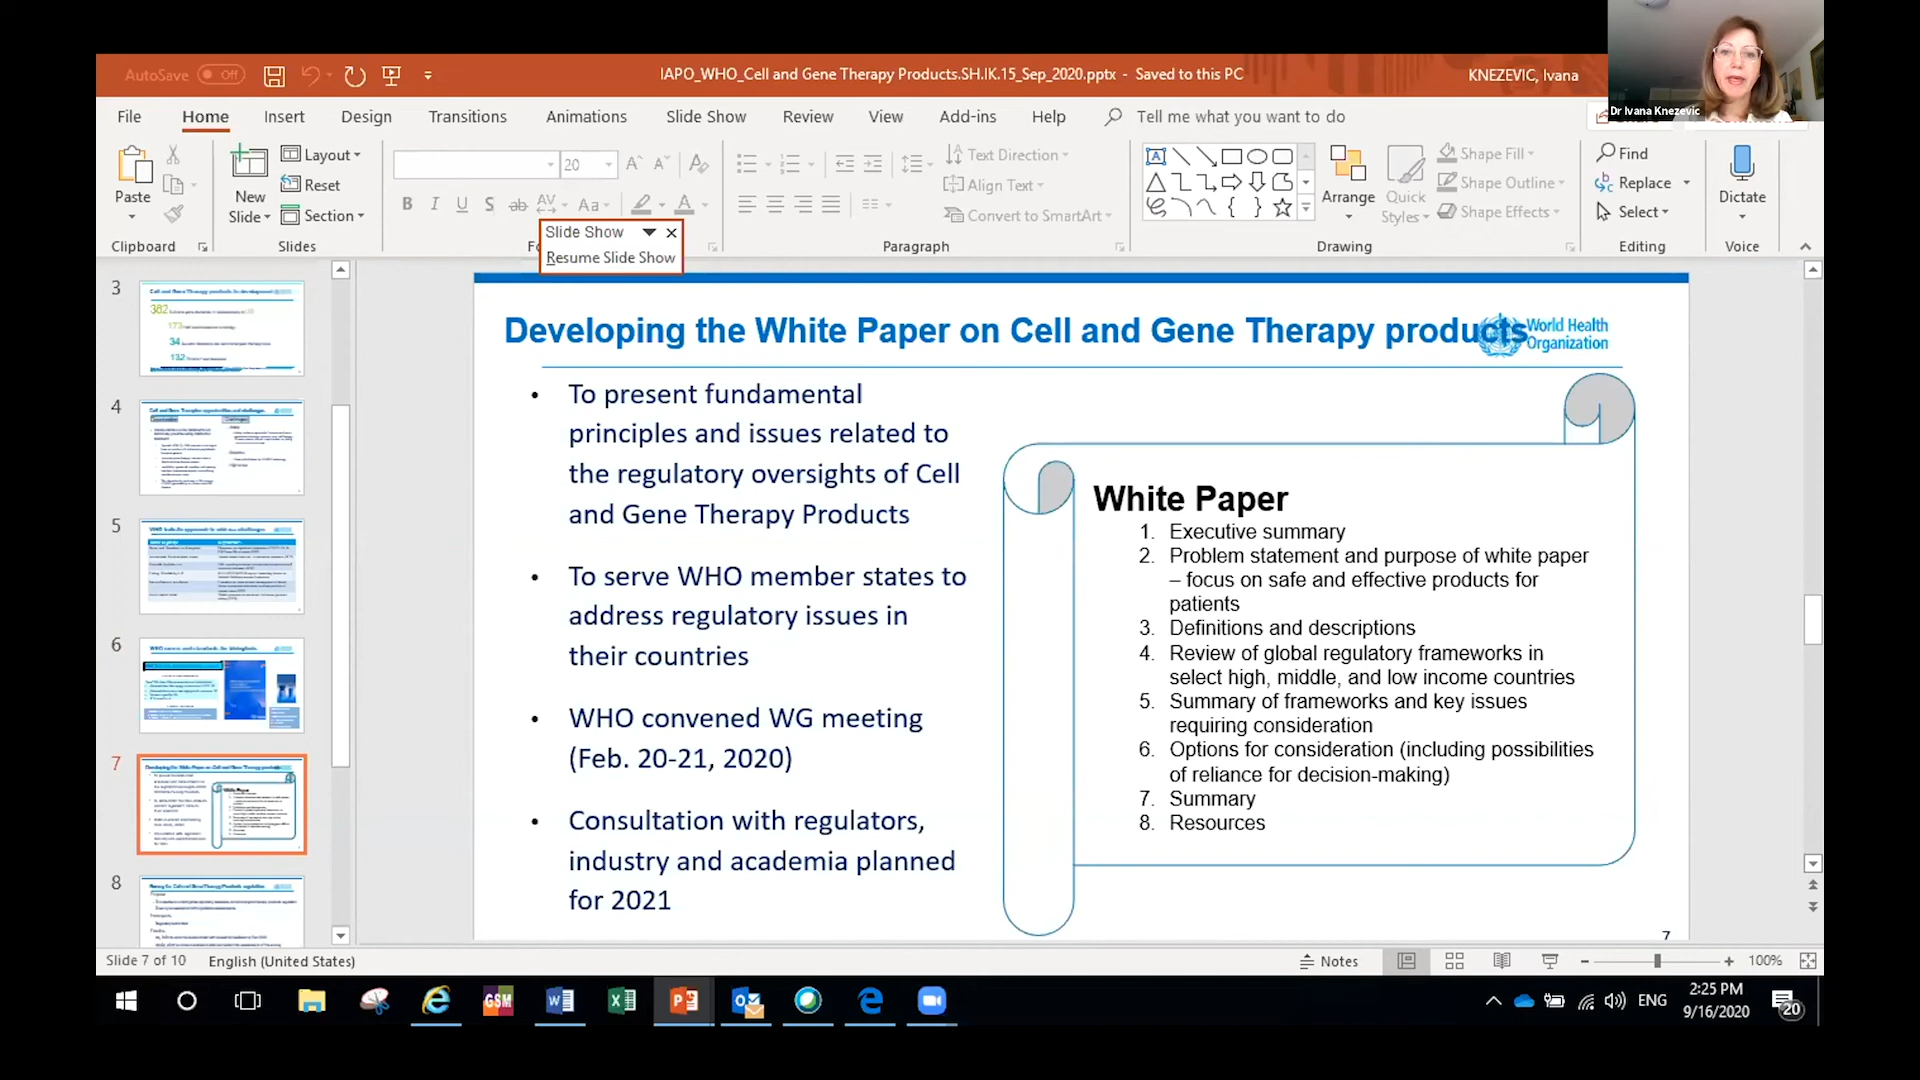 AutoSave Off
IAPO_WHO_Cell and Gene Therapy Products.SH.IK.15_Sep_2020.pptx - Saved to this PC
KNEZEVIC, Ivana
Dr Ivana Knezevic
File Home Insert Design Transitions Animations Slide Show Review View Add-ins Help Tell me what you want to do
Paste
Clipboard
New
Slide
Layout
Reset
Section
Slides
20
B I U S ab AV Aa A
Slide Show
Resume Slide Show
Text Direction
Align Text
Convert to SmartArt
Paragraph
Arrange
Quick
Styles
Shape Fill
Shape Outline
Shape Effects
Drawing
Find
Replace
Select
Editing
Dictate
Voice
3
382
173
34
132
4
5
6
7
8
Developing the White Paper on Cell and Gene Therapy products
World Health
Organization
• To present fundamental
principles and issues related to
the regulatory oversights of Cell
and Gene Therapy Products
• To serve WHO member states to
address regulatory issues in
their countries
• WHO convened WG meeting
(Feb. 20-21, 2020)
• Consultation with regulators,
industry and academia planned
for 2021
White Paper
1. Executive summary
2. Problem statement and purpose of white paper
– focus on safe and effective products for
patients
3. Definitions and descriptions
4. Review of global regulatory frameworks in
select high, middle, and low income countries
5. Summary of frameworks and key issues
requiring consideration
6. Options for consideration (including possibilities
of reliance for decision-making)
7. Summary
8. Resources
7
Slide 7 of 10 English (United States)
Notes
100%
GSM
ENG
2:25 PM
9/16/2020
20